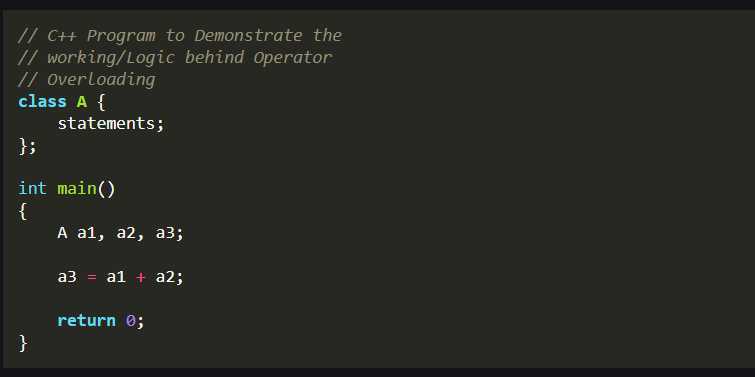 // C++ Program to Demonstrate the
// working/Logic behind Operator
// Overloading
class A {
    statements;
};
int main()
{
    A a1, a2, a3;
    a3 = a1 + a2;
    return 0;
}